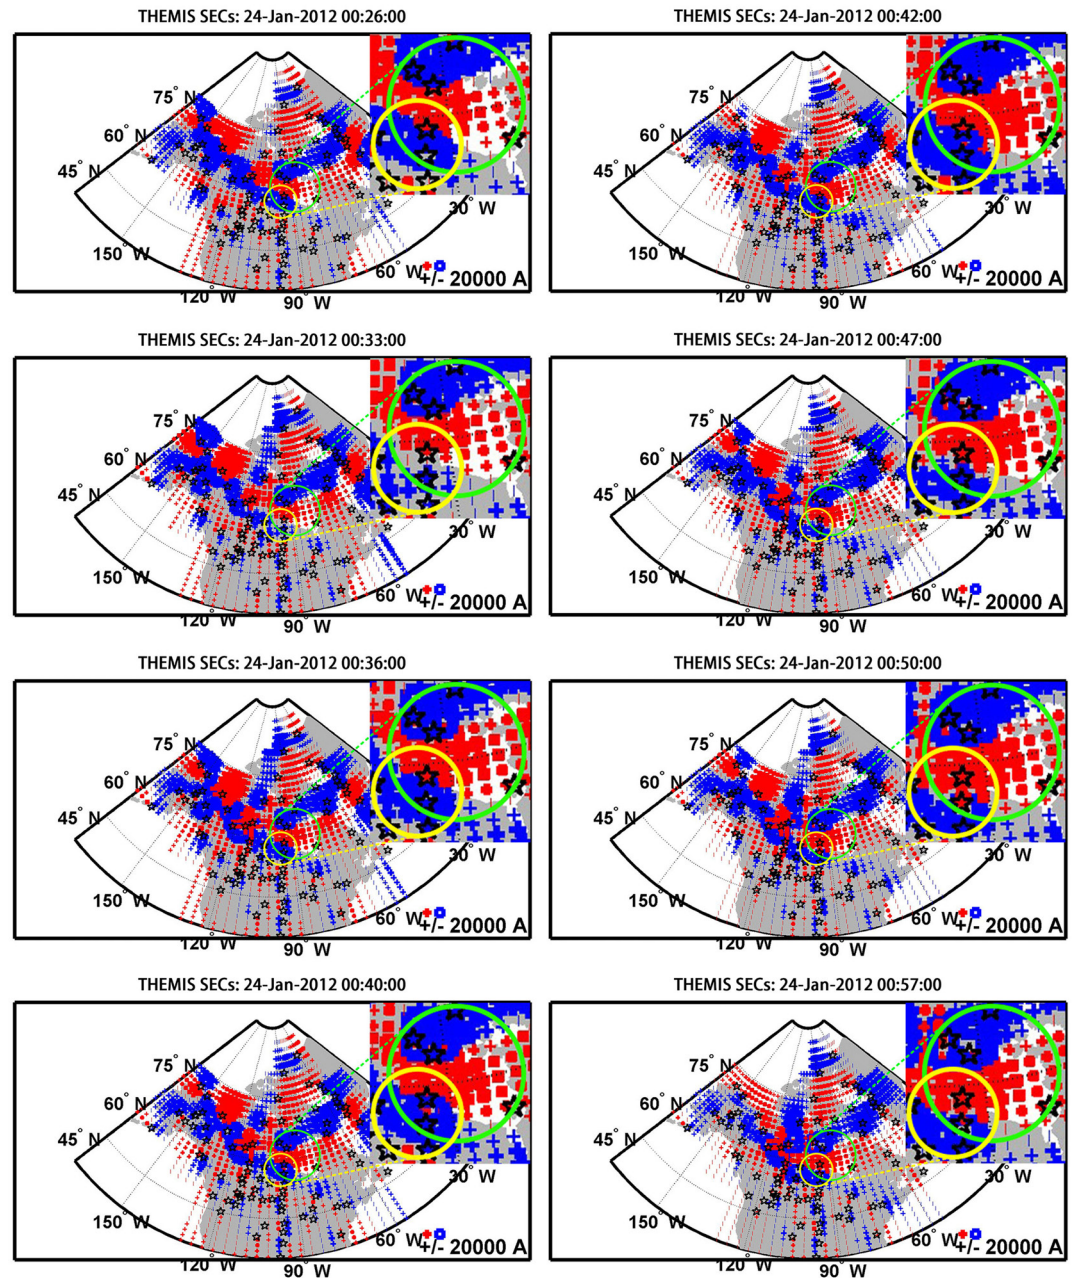 THEMIS SECs: 24-Jan-2012 00:26:00
75° N
60° N
45° N
150° W
120° W
90° W
60° W
30° W
+/- 20000 A
THEMIS SECs: 24-Jan-2012 00:42:00
75° N
60° N
45° N
150° W
120° W
90° W
60° W
30° W
+/- 20000 A
THEMIS SECs: 24-Jan-2012 00:33:00
75° N
60° N
45° N
150° W
120° W
90° W
60° W
30° W
+/- 20000 A
THEMIS SECs: 24-Jan-2012 00:47:00
75° N
60° N
45° N
150° W
120° W
90° W
60° W
30° W
+/- 20000 A
THEMIS SECs: 24-Jan-2012 00:36:00
75° N
60° N
45° N
150° W
120° W
90° W
60° W
30° W
+/- 20000 A
THEMIS SECs: 24-Jan-2012 00:50:00
75° N
60° N
45° N
150° W
120° W
90° W
60° W
30° W
+/- 20000 A
THEMIS SECs: 24-Jan-2012 00:40:00
75° N
60° N
45° N
150° W
120° W
90° W
60° W
30° W
+/- 20000 A
THEMIS SECs: 24-Jan-2012 00:57:00
75° N
60° N
45° N
150° W
120° W
90° W
60° W
30° W
+/- 20000 A